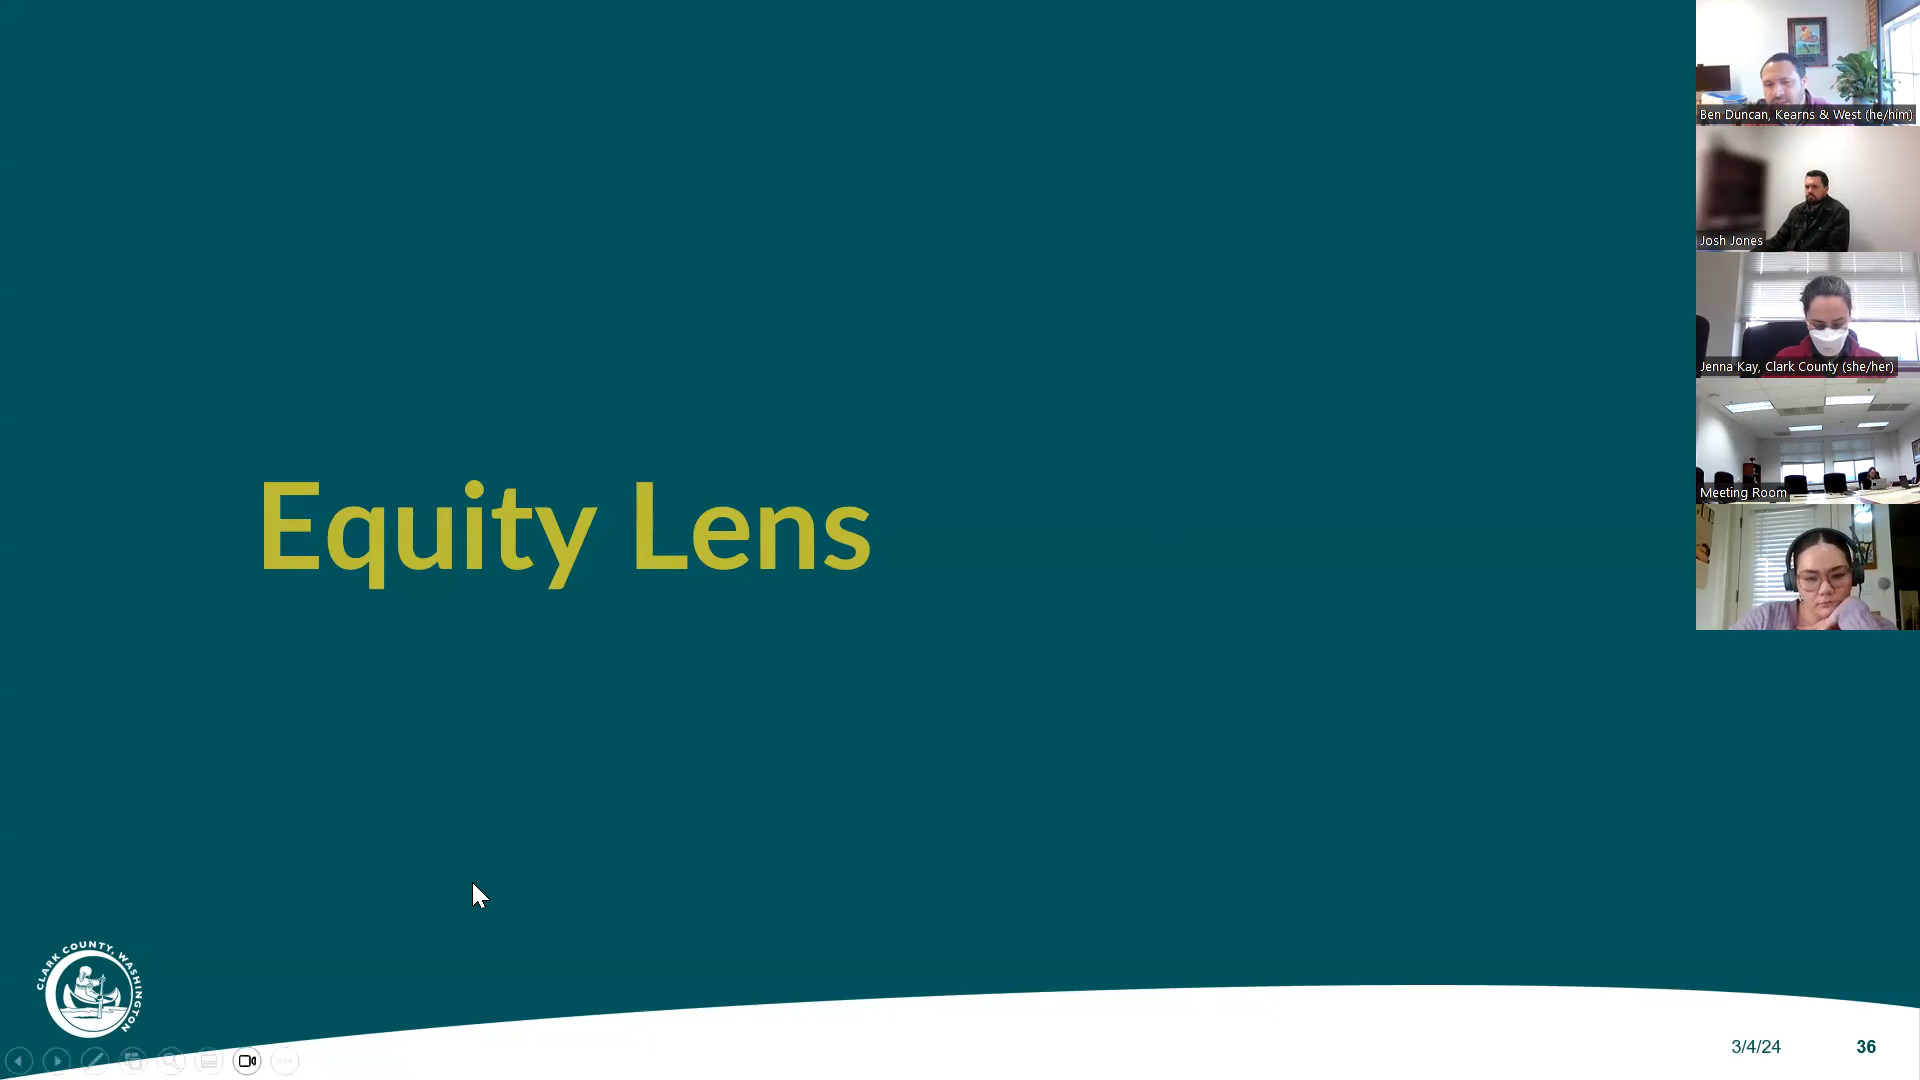 Equity Lens
Ben Duncan, Kearns & West (he/him)
Josh Jones
Jenna Kay, Clark County (she/her)
Meeting Room
CLARK COUNTY, WASHINGTON
3/4/24
36